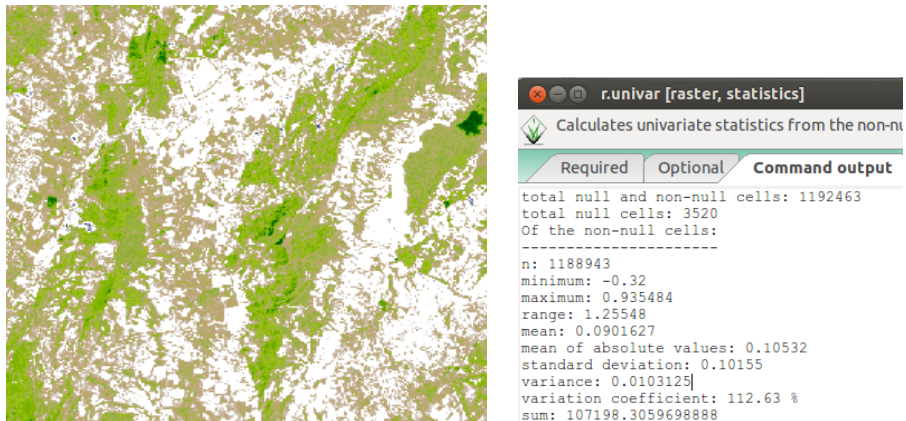 r.univar [raster, statistics]
Calculates univariate statistics from the non-nu
Required Optional Command output
total null and non-null cells: 1192463
total null cells: 3520
Of the non-null cells:
----------------------
n: 1188943
minimum: -0.32
maximum: 0.935484
range: 1.25548
mean: 0.0901627
mean of absolute values: 0.10532
standard deviation: 0.10155
variance: 0.0103125
variation coefficient: 112.63 %
sum: 107198.3059698888